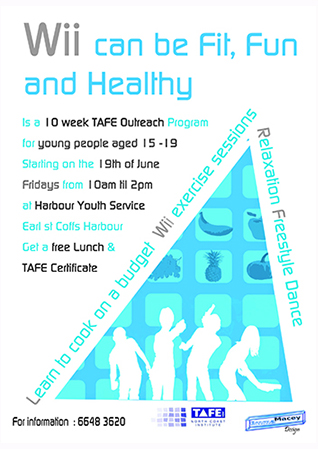 Wii can be Fit, Fun
and Healthy
Is a 10 week TAFE Outreach Program
for young people aged 15 -19
Starting on the 19th of June
Fridays from 10am til 2pm
at Harbour Youth Service
Earl st Coffs Harbour
Get a free Lunch &
TAFE Certificate
Learn to cook on a budget Wii exercise sessions
Relaxation Freestyle Dance
For information : 6648 3620
TAFE
NORTH COAST
INSTITUTE
Macey
Design